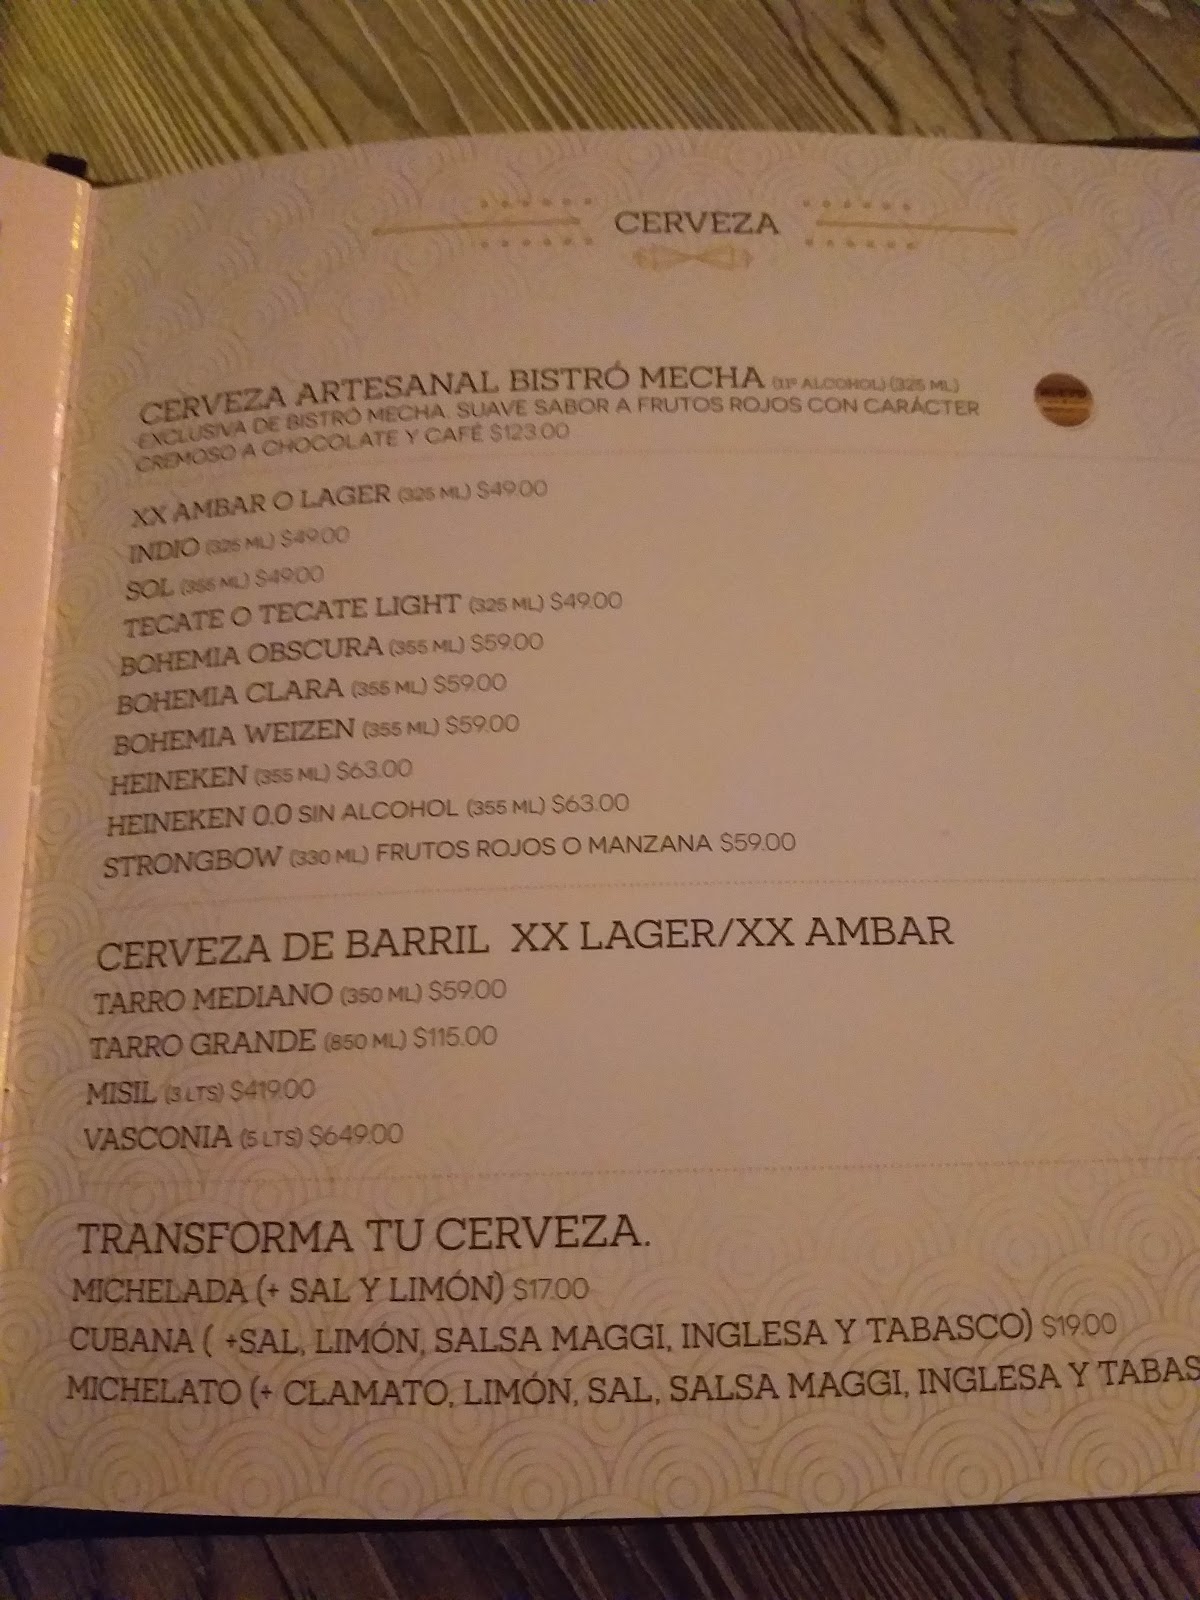 CERVEZA
CERVEZA ARTESANAL BISTRÓ MECHA (11º ALCOHOL) (325 ML)
EXCLUSIVA DE BISTRÓ MECHA. SUAVE SABOR A FRUTOS ROJOS CON CARÁCTER
CREMOSO A CHOCOLATE Y CAFÉ $123.00
NUEVO
XX AMBAR O LAGER (325 ML) $49.00
INDIO (325 ML) $49.00
SOL (355 ML) $49.00
TECATE O TECATE LIGHT (325 ML) $49.00
BOHEMIA OBSCURA (355 ML) $59.00
BOHEMIA CLARA (355 ML) $59.00
BOHEMIA WEIZEN (355 ML) $59.00
HEINEKEN (355 ML) $63.00
HEINEKEN 0.0 SIN ALCOHOL (355 ML) $63.00
STRONGBOW (330 ML) FRUTOS ROJOS O MANZANA $59.00
CERVEZA DE BARRIL XX LAGER/XX AMBAR
TARRO MEDIANO (350 ML) $59.00
TARRO GRANDE (850 ML) $115.00
MISIL (3 LTS) $419.00
VASCONIA (5 LTS) $649.00
TRANSFORMA TU CERVEZA.
MICHELADA (+ SAL Y LIMÓN) $17.00
CUBANA ( +SAL, LIMÓN, SALSA MAGGI, INGLESA Y TABASCO) $19.00
MICHELATO (+ CLAMATO, LIMÓN, SAL, SALSA MAGGI, INGLESA Y TABAS